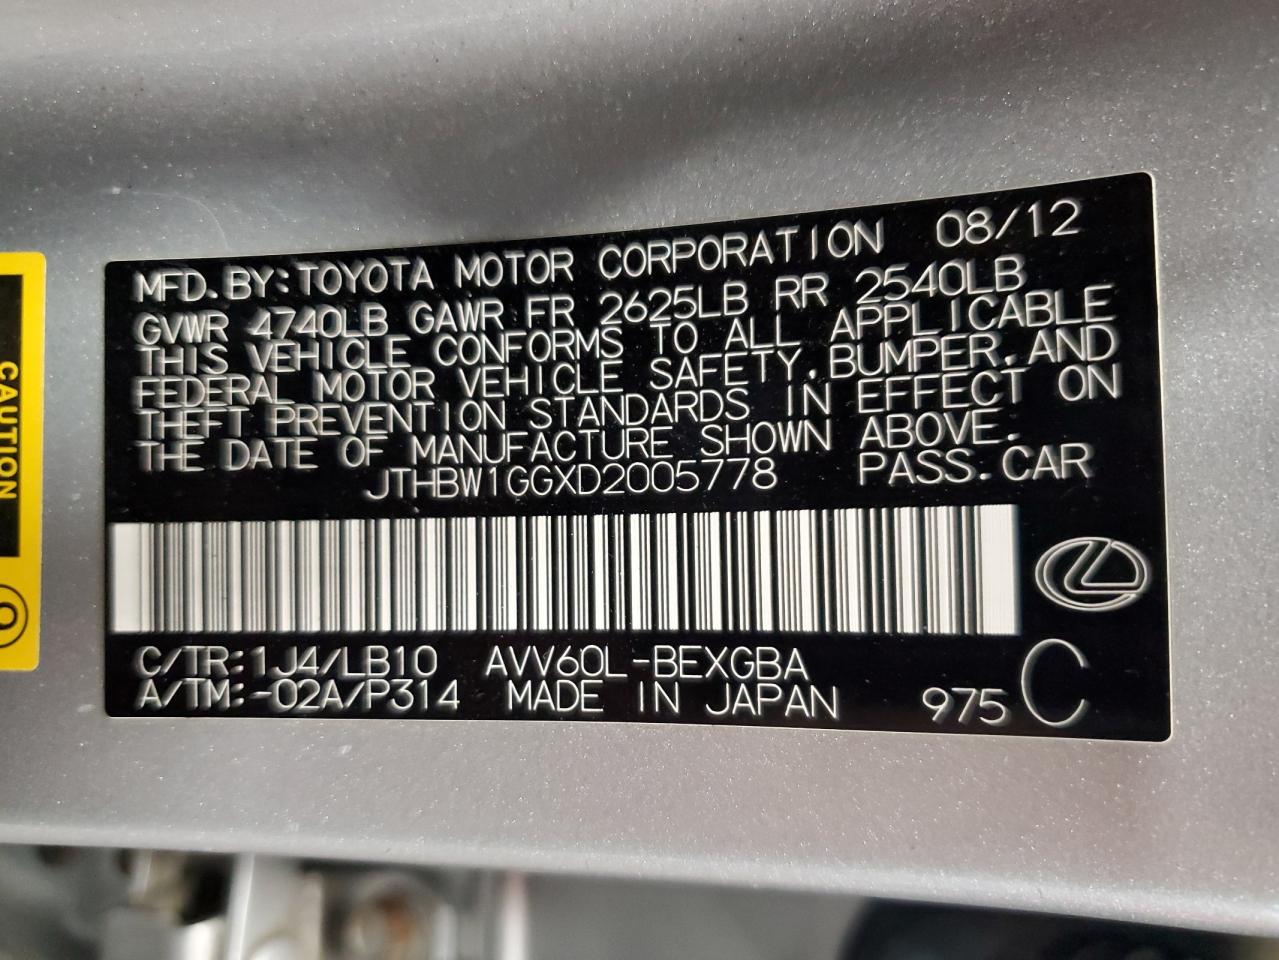 CAUTION
MFD.BY:TOYOTA MOTOR CORPORATION 08/12
GVWR 4740LB GAWR FR 2625LB RR 2540LB
THIS VEHICLE CONFORMS TO ALL APPLICABLE
FEDERAL MOTOR VEHICLE SAFETY,BUMPER,AND
THEFT PREVENTION STANDARDS IN EFFECT ON
THE DATE OF MANUFACTURE SHOWN ABOVE.
JTHBW1GGXD2005778 PASS.CAR
C/TR:1J4/LB10 AVV60L-BEXGBA
A/TM:-02A/P314 MADE IN JAPAN 975 C